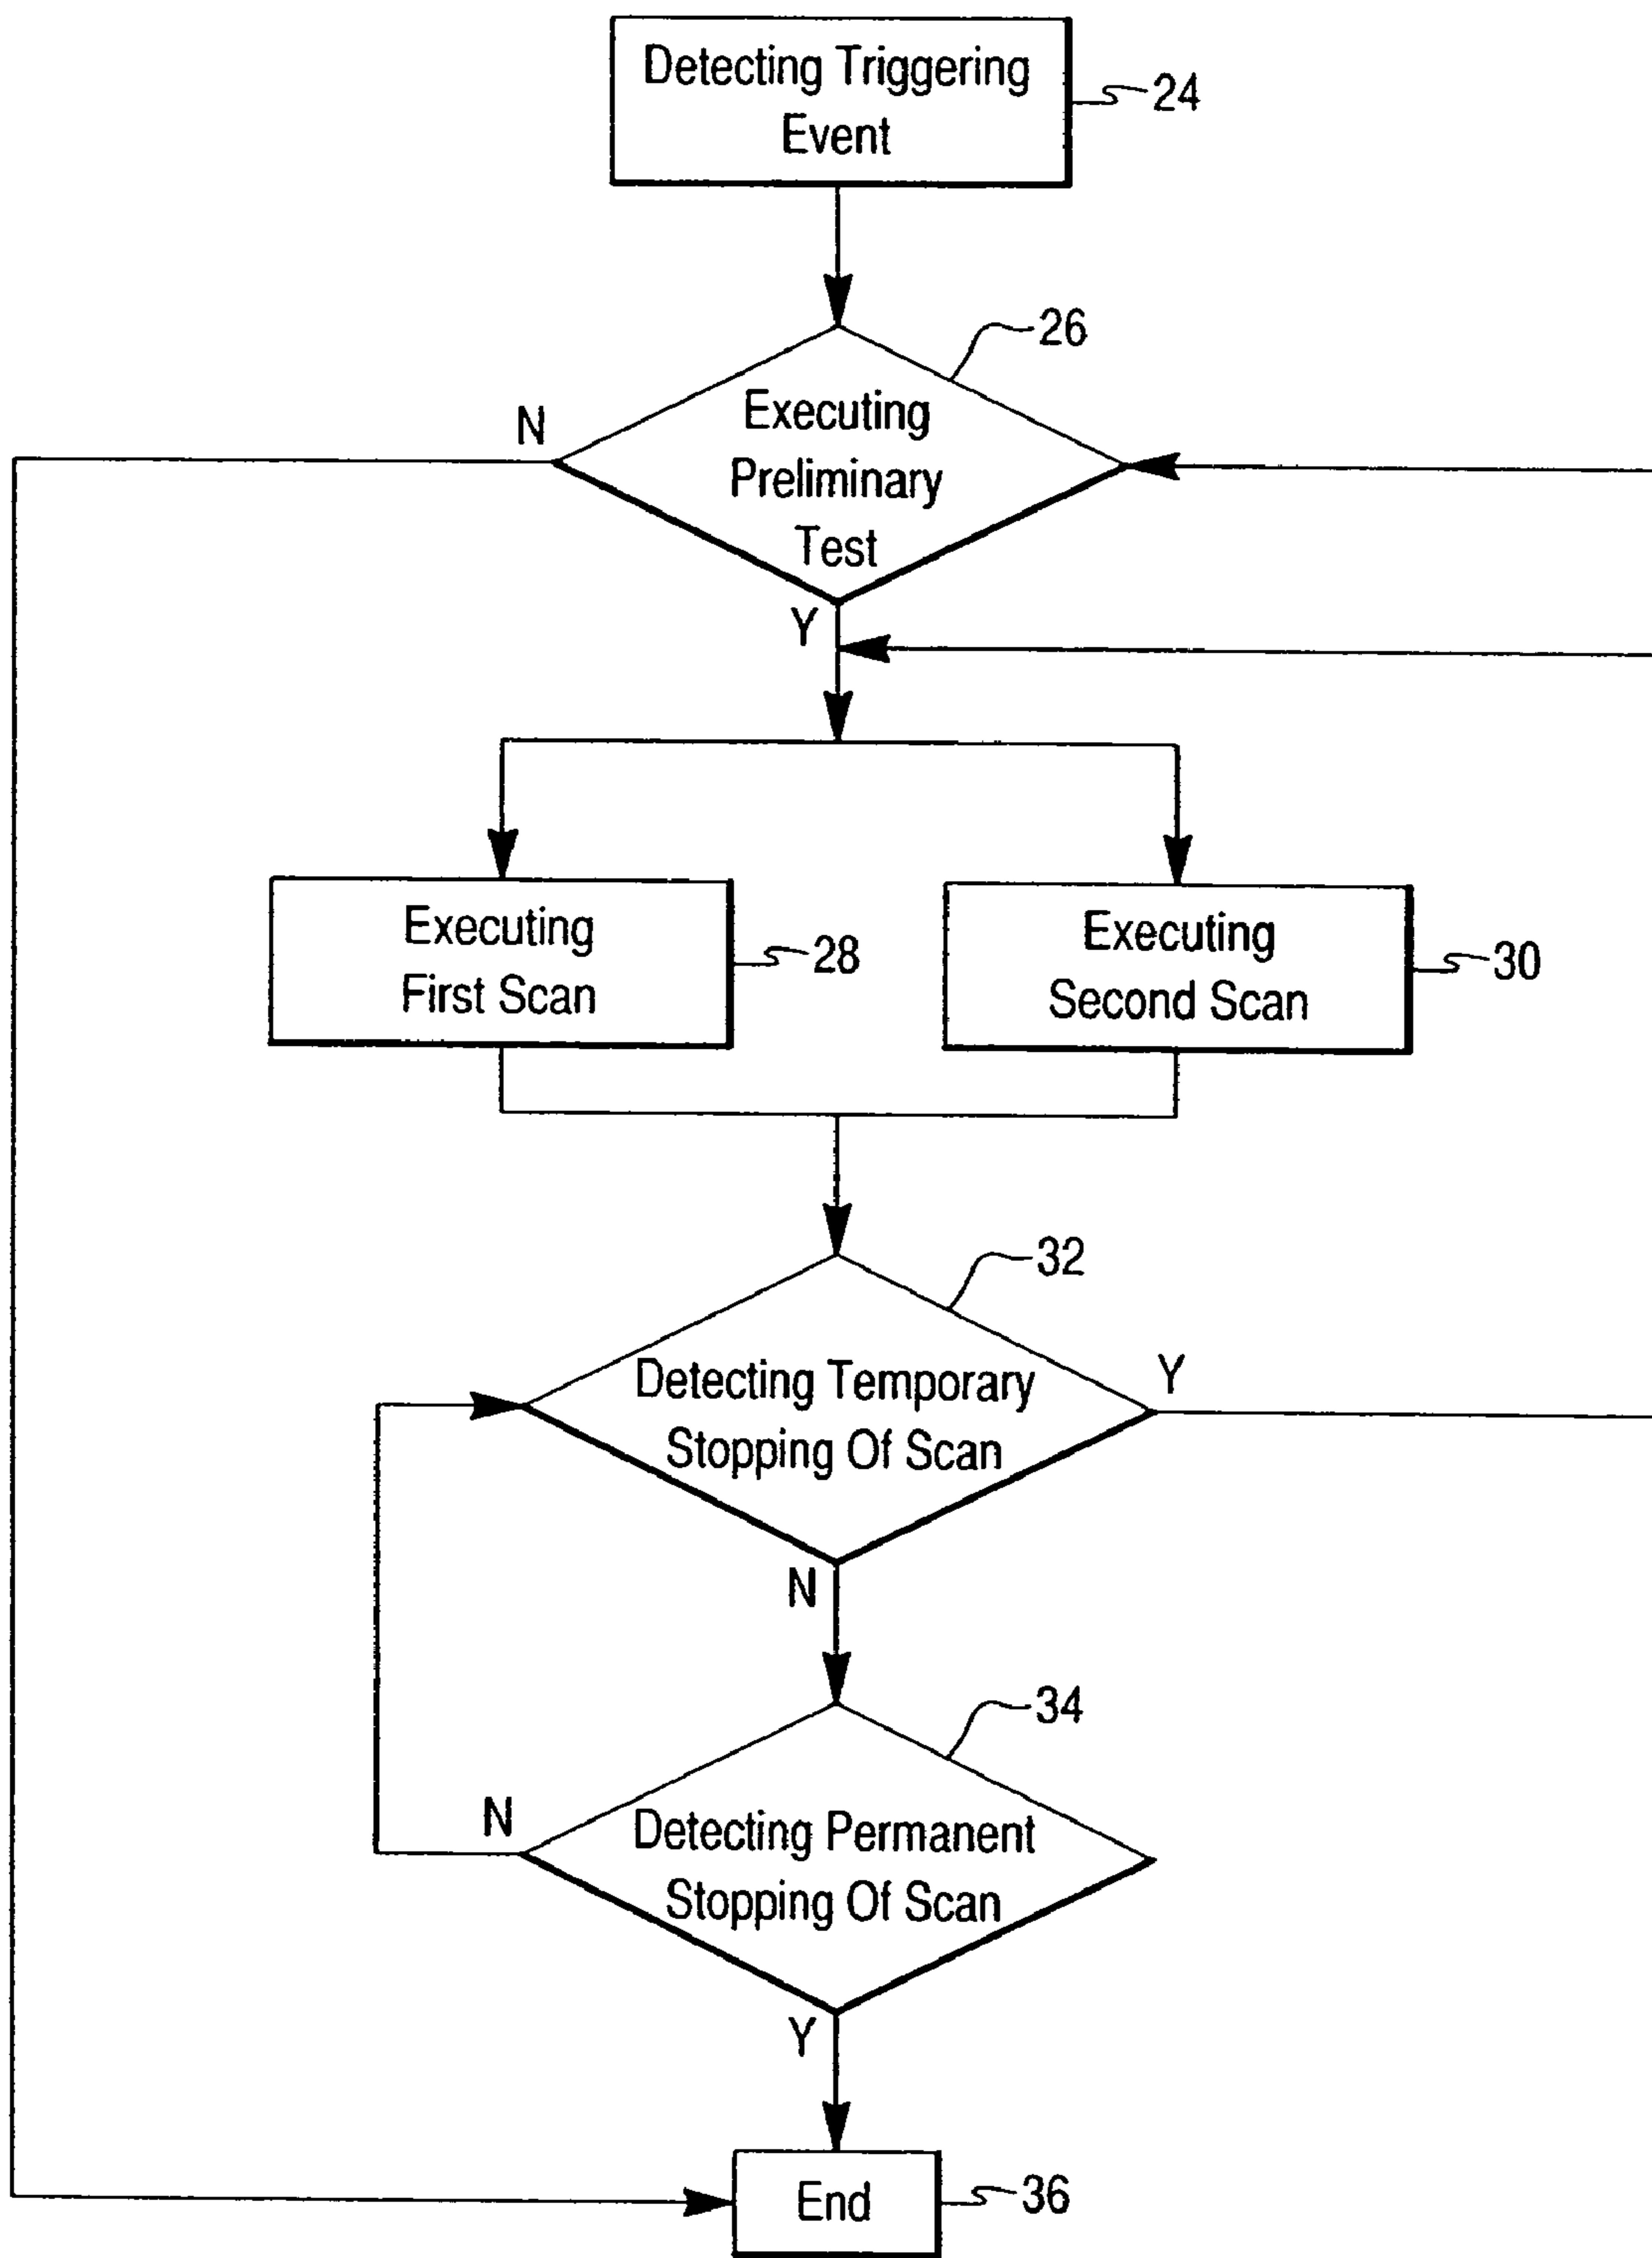 Detecting Triggering
Event
24
26
N
Executing
Preliminary
Test
Y
Executing
First Scan
28
Executing
Second Scan
30
32
Detecting Temporary
Stopping Of Scan
Y
N
34
N
Detecting Permanent
Stopping Of Scan
Y
End
36